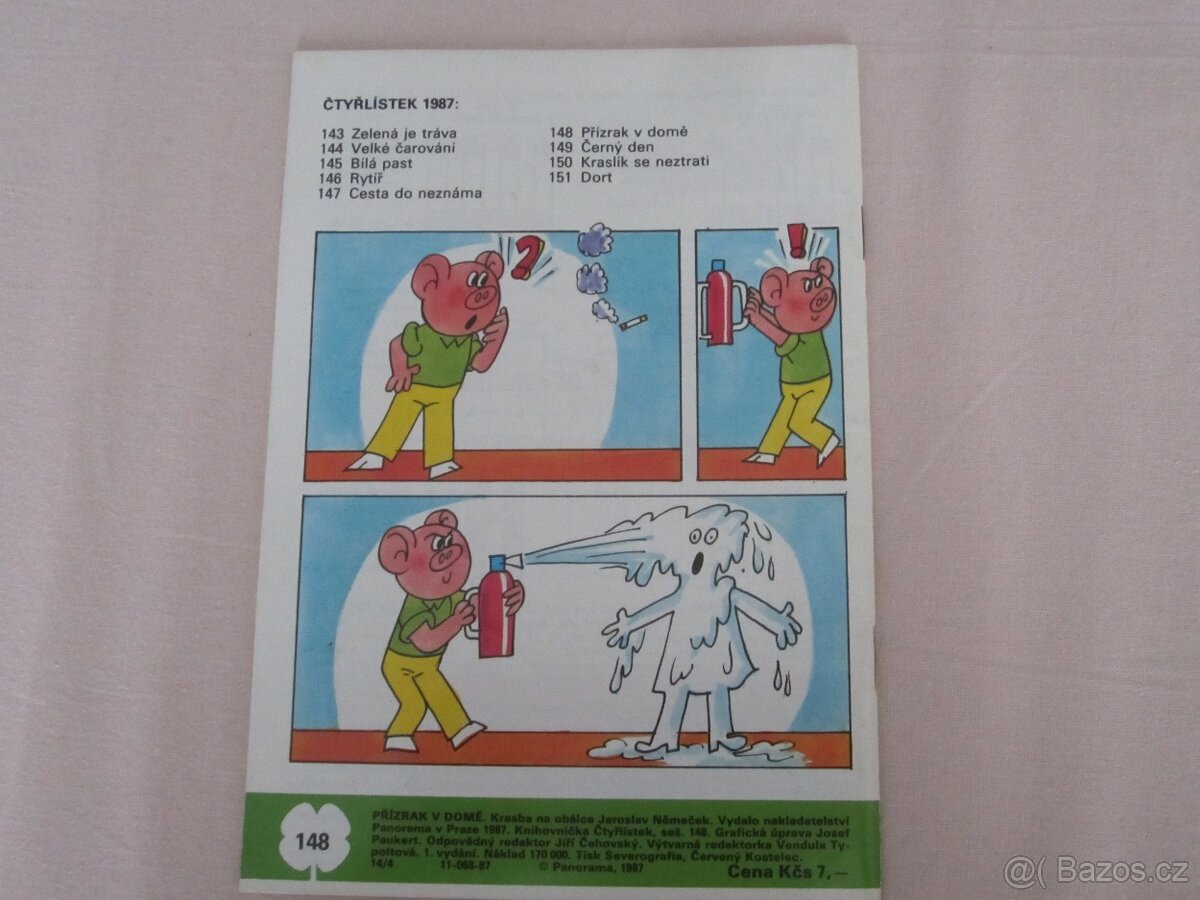 ČTYŘLÍSTEK 1987:
143 Zelená je tráva
144 Velké čarování
145 Bílá past
146 Rytíř
147 Cesta do neznáma
148 Přízrak v domě
149 Černý den
150 Kraslík se neztratí
151 Dort
?
!
148
PŘÍZRAK V DOMĚ. Kresba na obálce Jaroslav Němeček. Vydalo nakladatelství
Panorama v Praze 1987. Knihovnička Čtyřlístek, seš. 148. Grafická úprava Josef
Paukert. Odpovědný redaktor Jiří Čehovský. Výtvarná redaktorka Vendula Ty-
poltová. 1. vydání. Náklad 170 000. Tisk Severografia, Červený Kostelec.
14/4 11-068-87 © Panorama, 1987 Cena Kčs 7,—
Bazos.cz